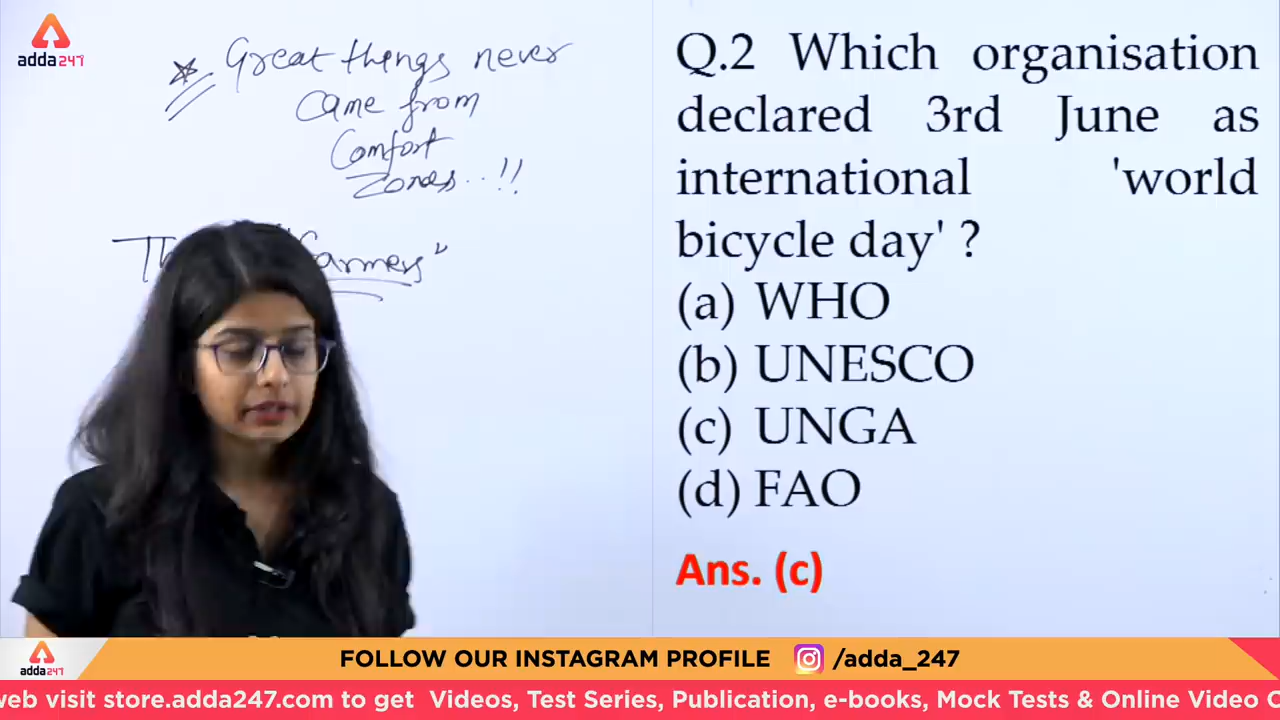 adda247
Great things never
came from
Comfort
Zones..!!
Farmers"
Q.2 Which organisation
declared 3rd June as
international 'world
bicycle day' ?
(a) WHO
(b) UNESCO
(c) UNGA
(d) FAO
Ans. (c)
adda247
FOLLOW OUR INSTAGRAM PROFILE /adda_247
web visit store.adda247.com to get Videos, Test Series, Publication, e-books, Mock Tests & Online Video